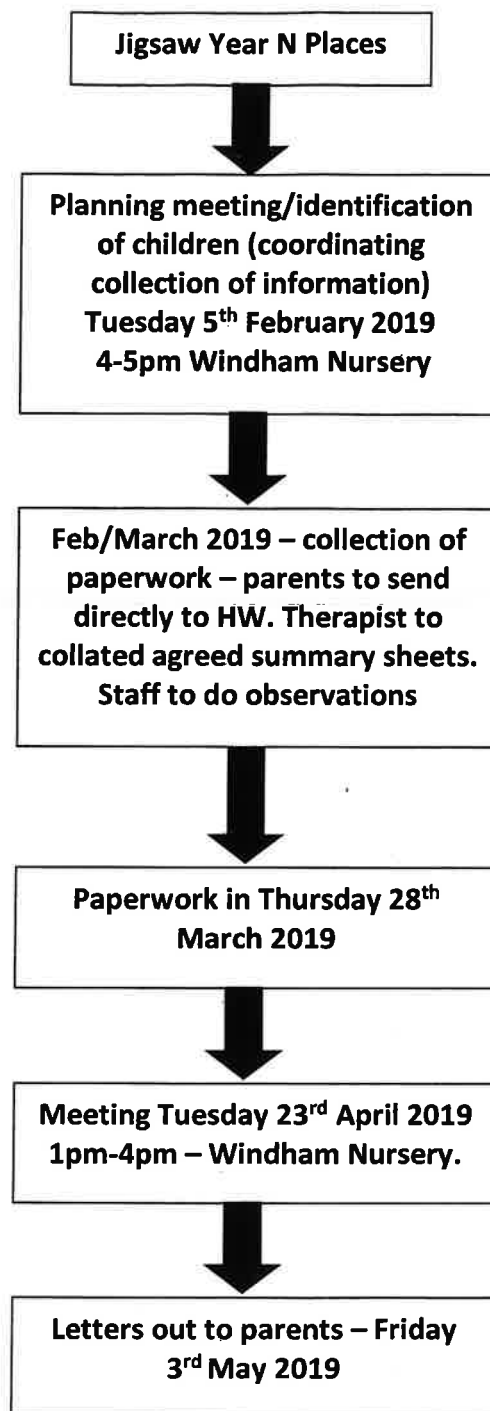 Jigsaw Year N Places
Planning meeting/identification
of children (coordinating
collection of information)
Tuesday 5th February 2019
4-5pm Windham Nursery
Feb/March 2019 – collection of
paperwork – parents to send
directly to HW. Therapist to
collated agreed summary sheets.
Staff to do observations
Paperwork in Thursday 28th
March 2019
Meeting Tuesday 23rd April 2019
1pm-4pm – Windham Nursery.
Letters out to parents – Friday
3rd May 2019